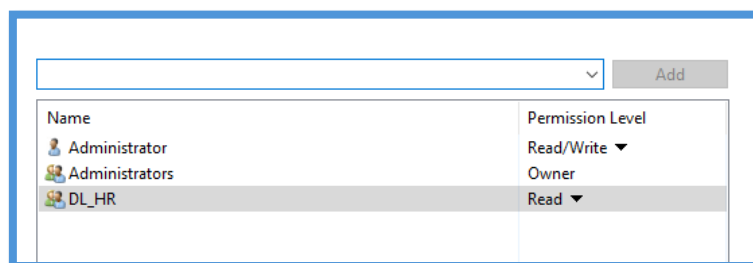 Add
Name Permission Level
Administrator Read/Write
Administrators Owner
DL_HR Read